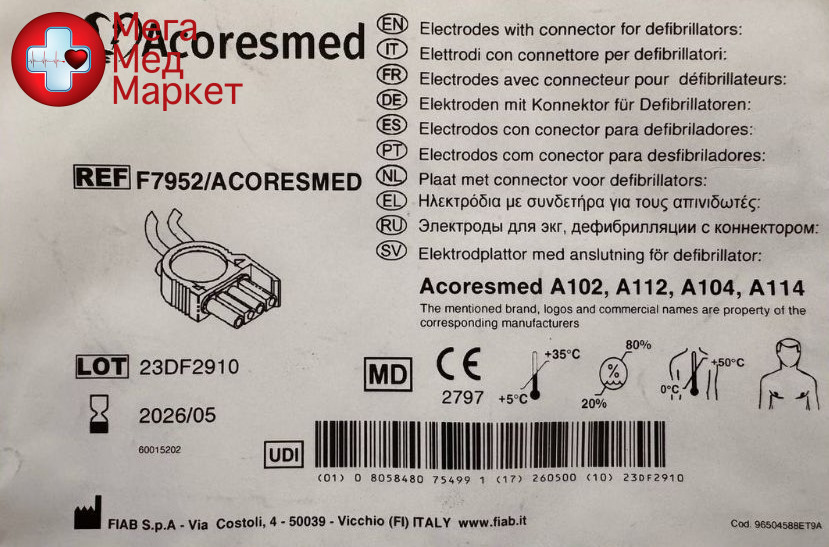 Мега
Мед
Маркет
Acoresmed
REF F7952/ACORESMED
EN Electrodes with connector for defibrillators:
IT Elettrodi con connettore per defibrillatori:
FR Electrodes avec connecteur pour défibrillateurs:
DE Elektroden mit Konnektor für Defibrillatoren:
ES Electrodos con conector para defibriladores:
PT Electrodos com conector para desfibriladores:
NL Plaat met connector voor defibrillators:
EL Ηλεκτρόδια με συνδετήρα για τους απινιδωτές:
RU Электроды для экг, дефибрилляции с коннектором:
SV Elektrodplattor med anslutning för defibrillator:
Acoresmed A102, A112, A104, A114
The mentioned brand, logos and commercial names are property of the
corresponding manufacturers
LOT 23DF2910
2026/05
60015202
MD
CE
2797
+35°C
+5°C
80%
%
20%
+50°C
0°C
UDI
(01) 0 8058480 75499 1 (17) 260500 (10) 23DF2910
FIAB S.p.A - Via Costoli, 4 - 50039 - Vicchio (FI) ITALY www.fiab.it
Cod. 96504588ET9A